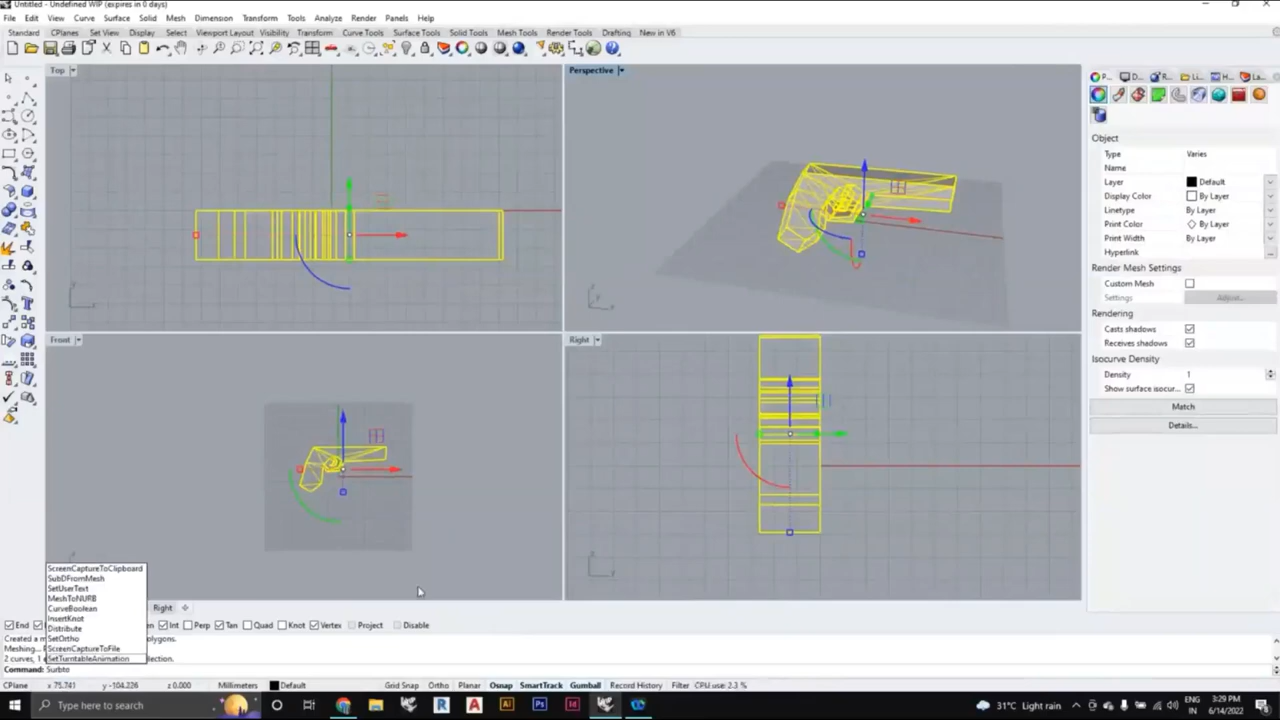 Untitled - Undefined WIP (expires in 0 days)
File Edit View Curve Surface Solid Mesh Dimension Transform Tools Analyze Render Panels Help
Standard CPlanes Set View Display Select Viewport Layout Visibility Transform Curve Tools Surface Tools Solid Tools Mesh Tools Render Tools Drafting New in V6
Top
Perspective
P... D... R... Li... H... La...
Object
Type Varies
Name
Layer Default
Display Color By Layer
Linetype By Layer
Print Color By Layer
Print Width By Layer
Hyperlink ...
Render Mesh Settings
Custom Mesh
Settings Adjust...
Rendering
Casts shadows
Receives shadows
Isocurve Density
Density 1
Show surface isocur...
Match
Details...
Front
Right
ScreenCaptureToClipboard
SubDFromMesh
SetUserText
MeshToNURB
CurveBoolean
InsertKnot
Distribute
SetOrtho
ScreenCaptureToFile
SetTurntableAnimation
Right
End Int Perp Tan Quad Knot Vertex Project Disable
Created a m olygons.
Meshing...
2 curves, 1 lection.
Command: Surbto
CPlane x 75.741 y -104.226 z 0.000 Millimeters Default Grid Snap Ortho Planar Osnap SmartTrack Gumball Record History Filter CPU use: 2.3 %
Type here to search
31°C Light rain
ENG
IN
3:29 PM
6/14/2022